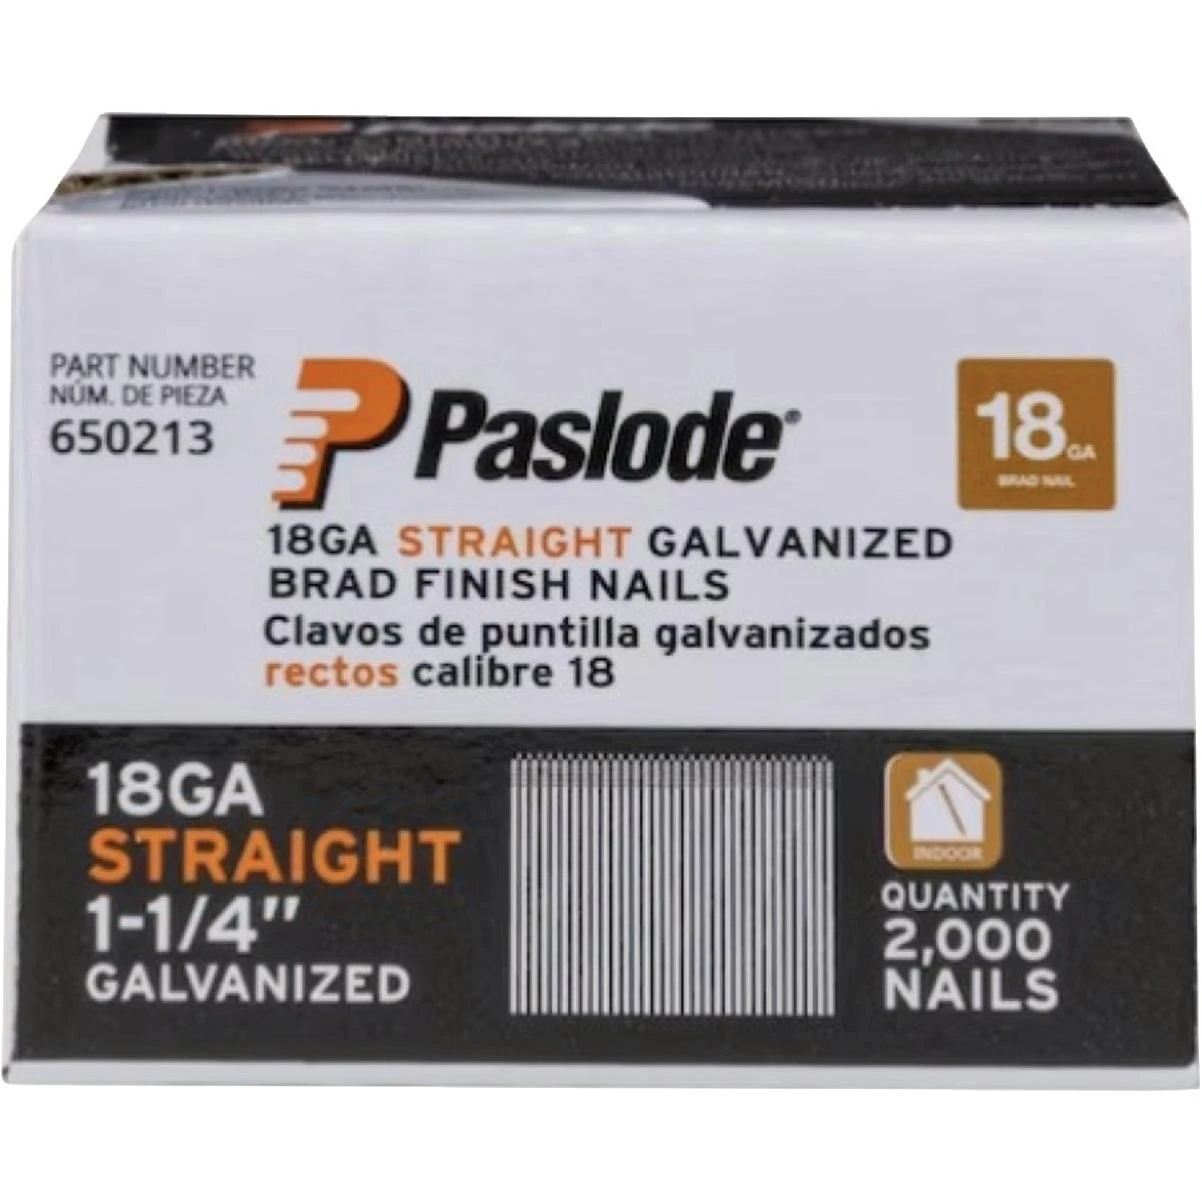 PART NUMBER
NÚM. DE PIEZA
650213
Paslode®
18GA
BRAD NAIL
18GA STRAIGHT GALVANIZED
BRAD FINISH NAILS
Clavos de puntilla galvanizados
rectos calibre 18
18GA
STRAIGHT
1-1/4"
GALVANIZED
INDOOR
QUANTITY
2,000
NAILS